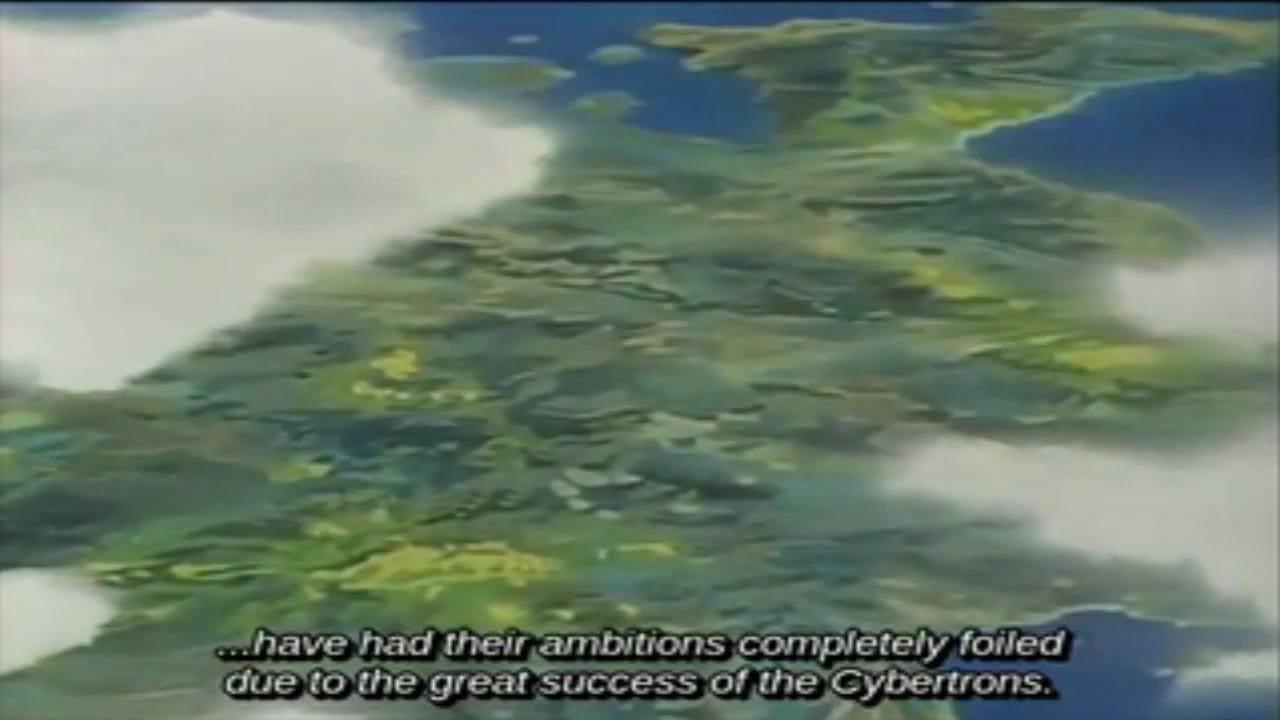 ...have had their ambitions completely foiled
due to the great success of the Cybertrons.